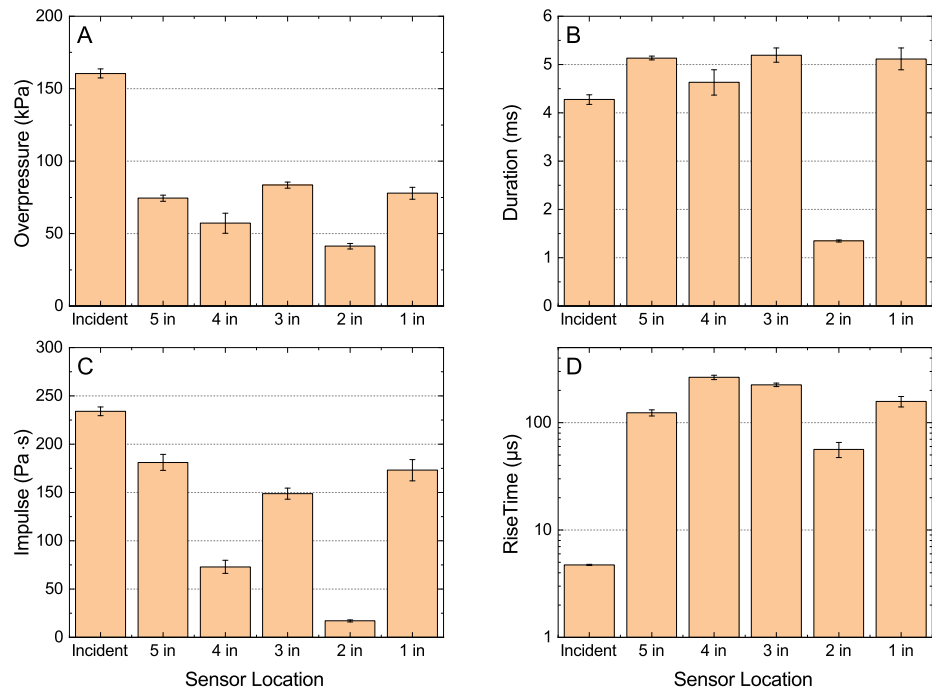 A
Overpressure (kPa)
200
150
100
50
0
Incident 5 in 4 in 3 in 2 in 1 in
B
Duration (ms)
6
5
4
3
2
1
0
Incident 5 in 4 in 3 in 2 in 1 in
C
Impulse (Pa·s)
300
250
200
150
100
50
0
Incident 5 in 4 in 3 in 2 in 1 in
Sensor Location
D
RiseTime (µs)
100
10
1
Incident 5 in 4 in 3 in 2 in 1 in
Sensor Location